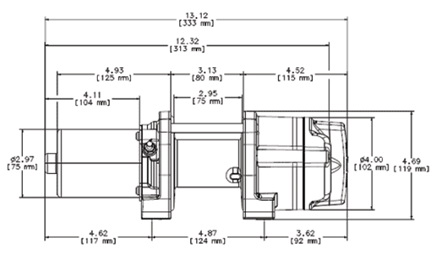 13.12
[333 mm]
12.32
[313 mm]
4.93
[125 mm]
3.13
[80 mm]
4.52
[115 mm]
4.11
[104 mm]
2.95
[75 mm]
ø2.97
[75 mm]
ø4.00
[102 mm]
4.69
[119 mm]
4.62
[117 mm]
4.87
[124 mm]
3.62
[92 mm]